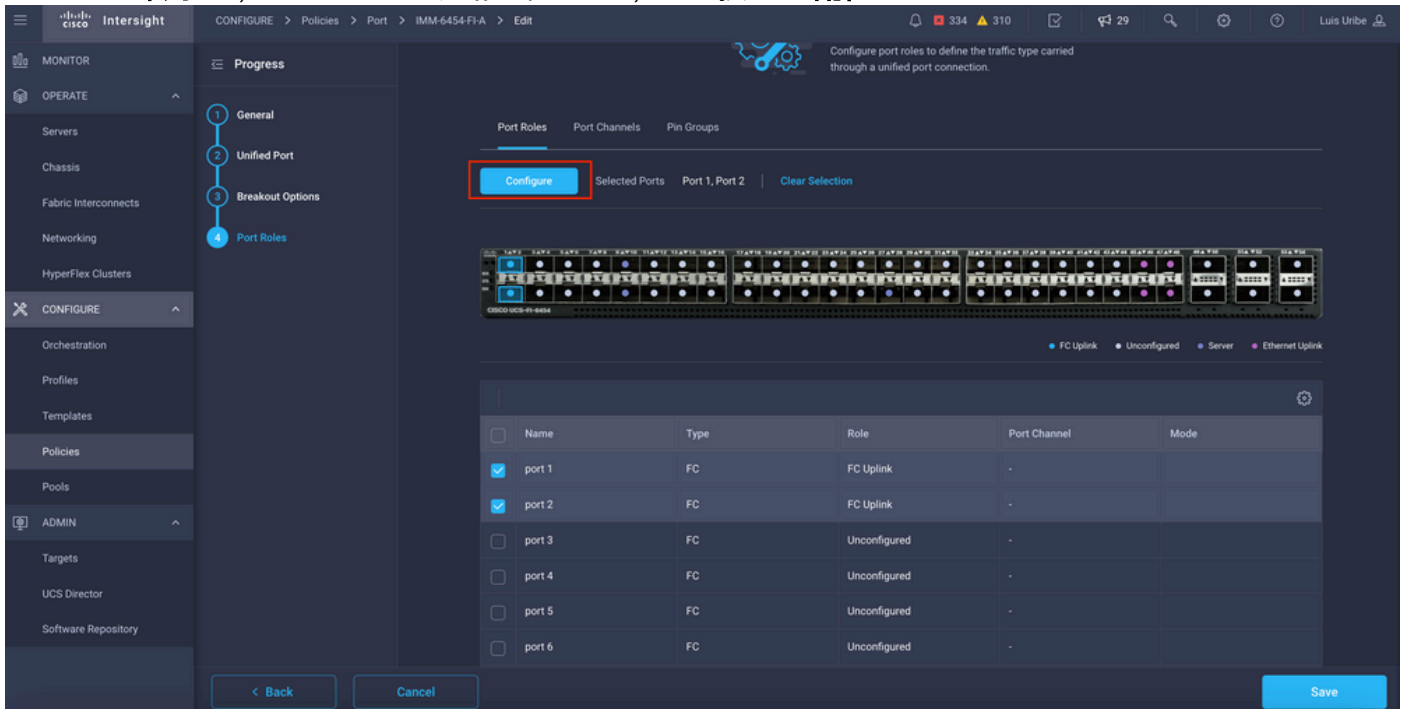 cisco Intersight
CONFIGURE > Policies > Port > IMM-6454-FI-A > Edit
334 310
29
Luis Uribe
MONITOR
OPERATE
Servers
Chassis
Fabric Interconnects
Networking
HyperFlex Clusters
CONFIGURE
Orchestration
Profiles
Templates
Policies
Pools
ADMIN
Targets
UCS Director
Software Repository
Progress
1 General
2 Unified Port
3 Breakout Options
4 Port Roles
Configure port roles to define the traffic type carried
through a unified port connection.
Port Roles Port Channels Pin Groups
Configure Selected Ports Port 1, Port 2 | Clear Selection
CISCO UCS-FI-6454
FC Uplink Unconfigured Server Ethernet Uplink
Name Type Role Port Channel Mode
port 1 FC FC Uplink -
port 2 FC FC Uplink -
port 3 FC Unconfigured -
port 4 FC Unconfigured -
port 5 FC Unconfigured -
port 6 FC Unconfigured -
< Back Cancel Save